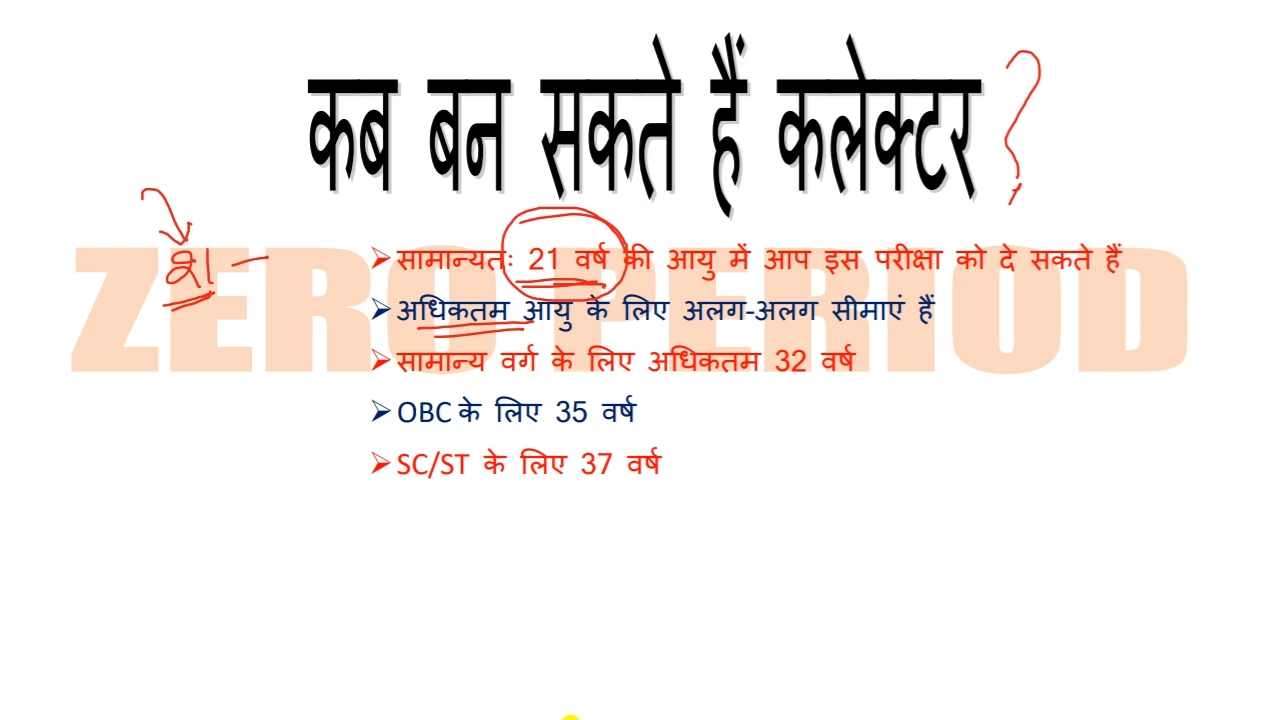 कब बन सकते हैं कलेक्टर ?
ZERO PERIOD
सामान्यतः 21 वर्ष की आयु में आप इस परीक्षा को दे सकते हैं
अधिकतम आयु के लिए अलग-अलग सीमाएं हैं
सामान्य वर्ग के लिए अधिकतम 32 वर्ष
OBC के लिए 35 वर्ष
SC/ST के लिए 37 वर्ष